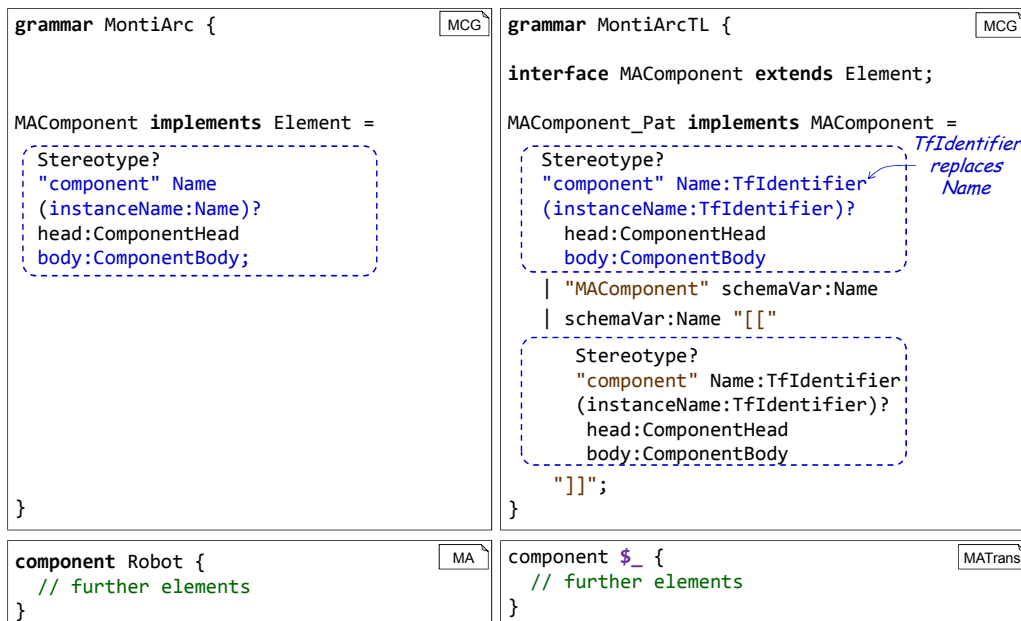 grammar MontiArc {
MCG
MAComponent implements Element =
Stereotype?
"component" Name
(instanceName:Name)?
head:ComponentHead
body:ComponentBody;
}
grammar MontiArcTL {
MCG
interface MAComponent extends Element;
MAComponent_Pat implements MAComponent =
TfIdentifier
replaces
Name
Stereotype?
"component" Name:TfIdentifier
(instanceName:TfIdentifier)?
head:ComponentHead
body:ComponentBody
| "MAComponent" schemaVar:Name
| schemaVar:Name "[["
Stereotype?
"component" Name:TfIdentifier
(instanceName:TfIdentifier)?
head:ComponentHead
body:ComponentBody
"]]";
}
component Robot {
MA
// further elements
}
component $_ {
MATrans
// further elements
}